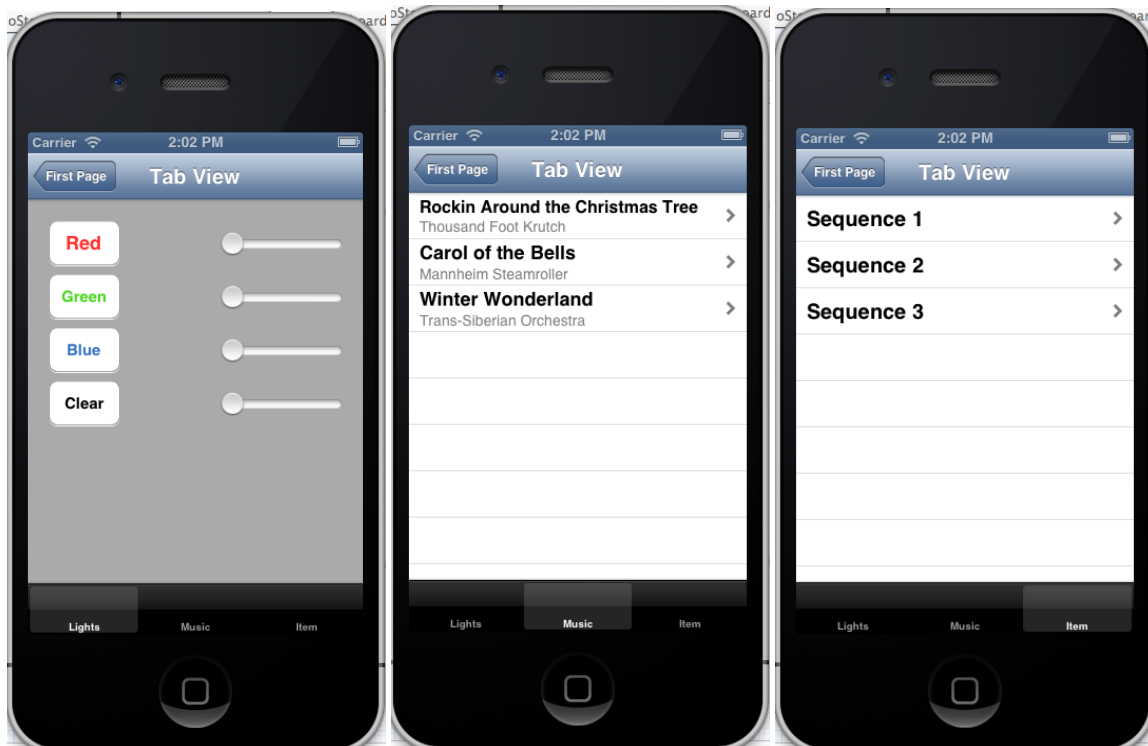 Carrier 2:02 PM
First Page Tab View
Red
Green
Blue
Clear
Lights Music Item
Carrier 2:02 PM
First Page Tab View
Rockin Around the Christmas Tree
Thousand Foot Krutch
Carol of the Bells
Mannheim Steamroller
Winter Wonderland
Trans-Siberian Orchestra
Lights Music Item
Carrier 2:02 PM
First Page Tab View
Sequence 1
Sequence 2
Sequence 3
Lights Music Item